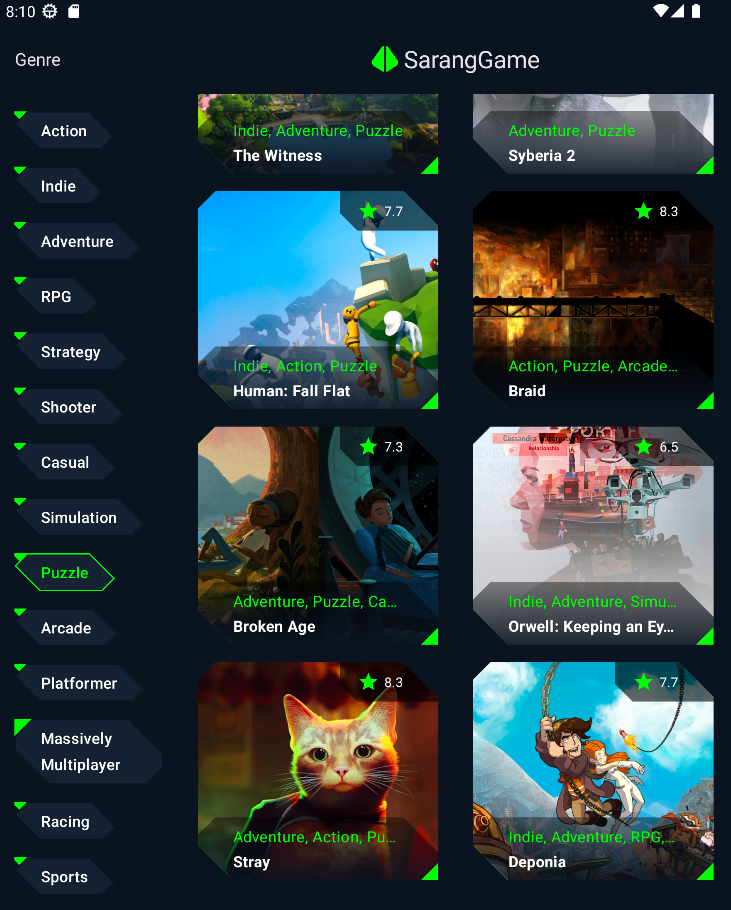 8:10
Genre
SarangGame
Action
Indie
Adventure
RPG
Strategy
Shooter
Casual
Simulation
Puzzle
Arcade
Platformer
Massively
Multiplayer
Racing
Sports
Indie, Adventure, Puzzle
The Witness
Adventure, Puzzle
Syberia 2
7.7
Indie, Action, Puzzle
Human: Fall Flat
8.3
Action, Puzzle, Arcade...
Braid
7.3
Adventure, Puzzle, Ca...
Broken Age
Cassandra
Relationship
6.5
Indie, Adventure, Simu...
Orwell: Keeping an Ey...
8.3
Adventure, Action, Pu...
Stray
7.7
Indie, Adventure, RPG,...
Deponia